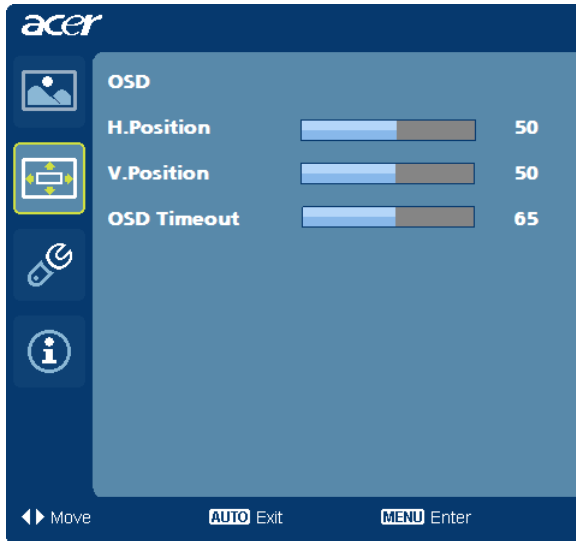 acer
OSD
H.Position 50
V.Position 50
OSD Timeout 65
Move AUTO Exit MENU Enter